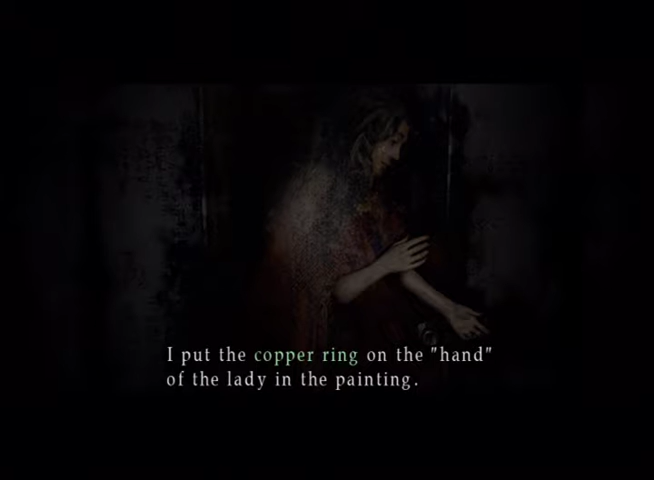 I put the copper ring on the "hand"
of the lady in the painting.